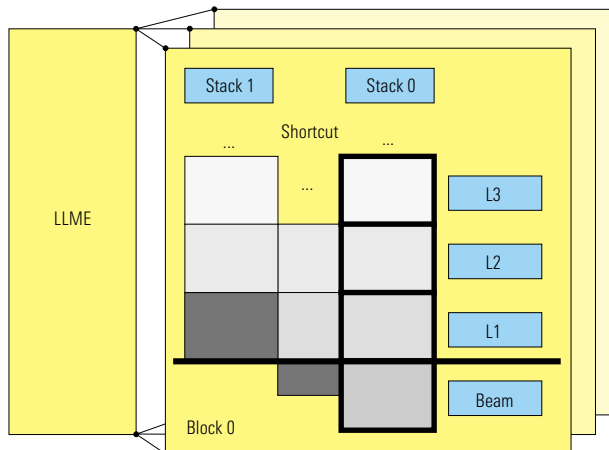 Stack 1
Stack 0
Shortcut
...
...
...
L3
LLME
L2
L1
Beam
Block 0